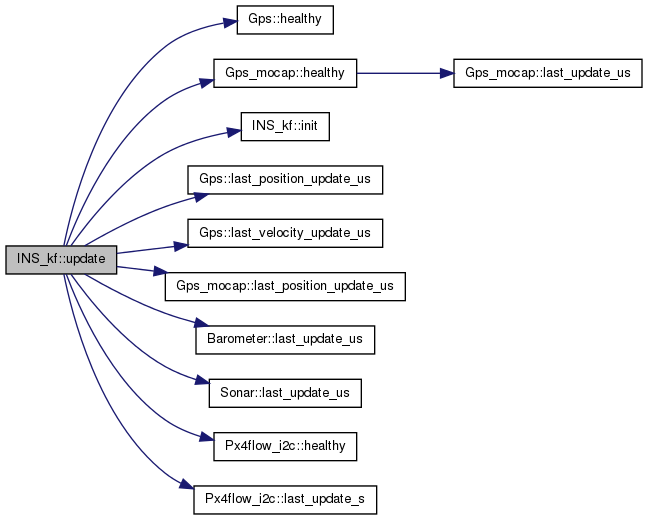 Gps::healthy
Gps_mocap::healthy
Gps_mocap::last_update_us
INS_kf::init
Gps::last_position_update_us
Gps::last_velocity_update_us
INS_kf::update
Gps_mocap::last_position_update_us
Barometer::last_update_us
Sonar::last_update_us
Px4flow_i2c::healthy
Px4flow_i2c::last_update_s